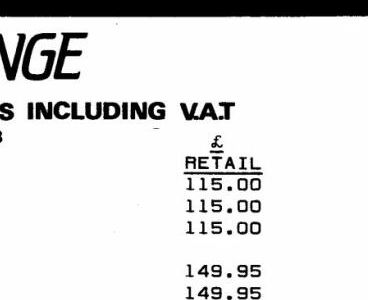 NGE
S INCLUDING V.A.T
£
RETAIL
115.00
115.00
115.00
149.95
149.95